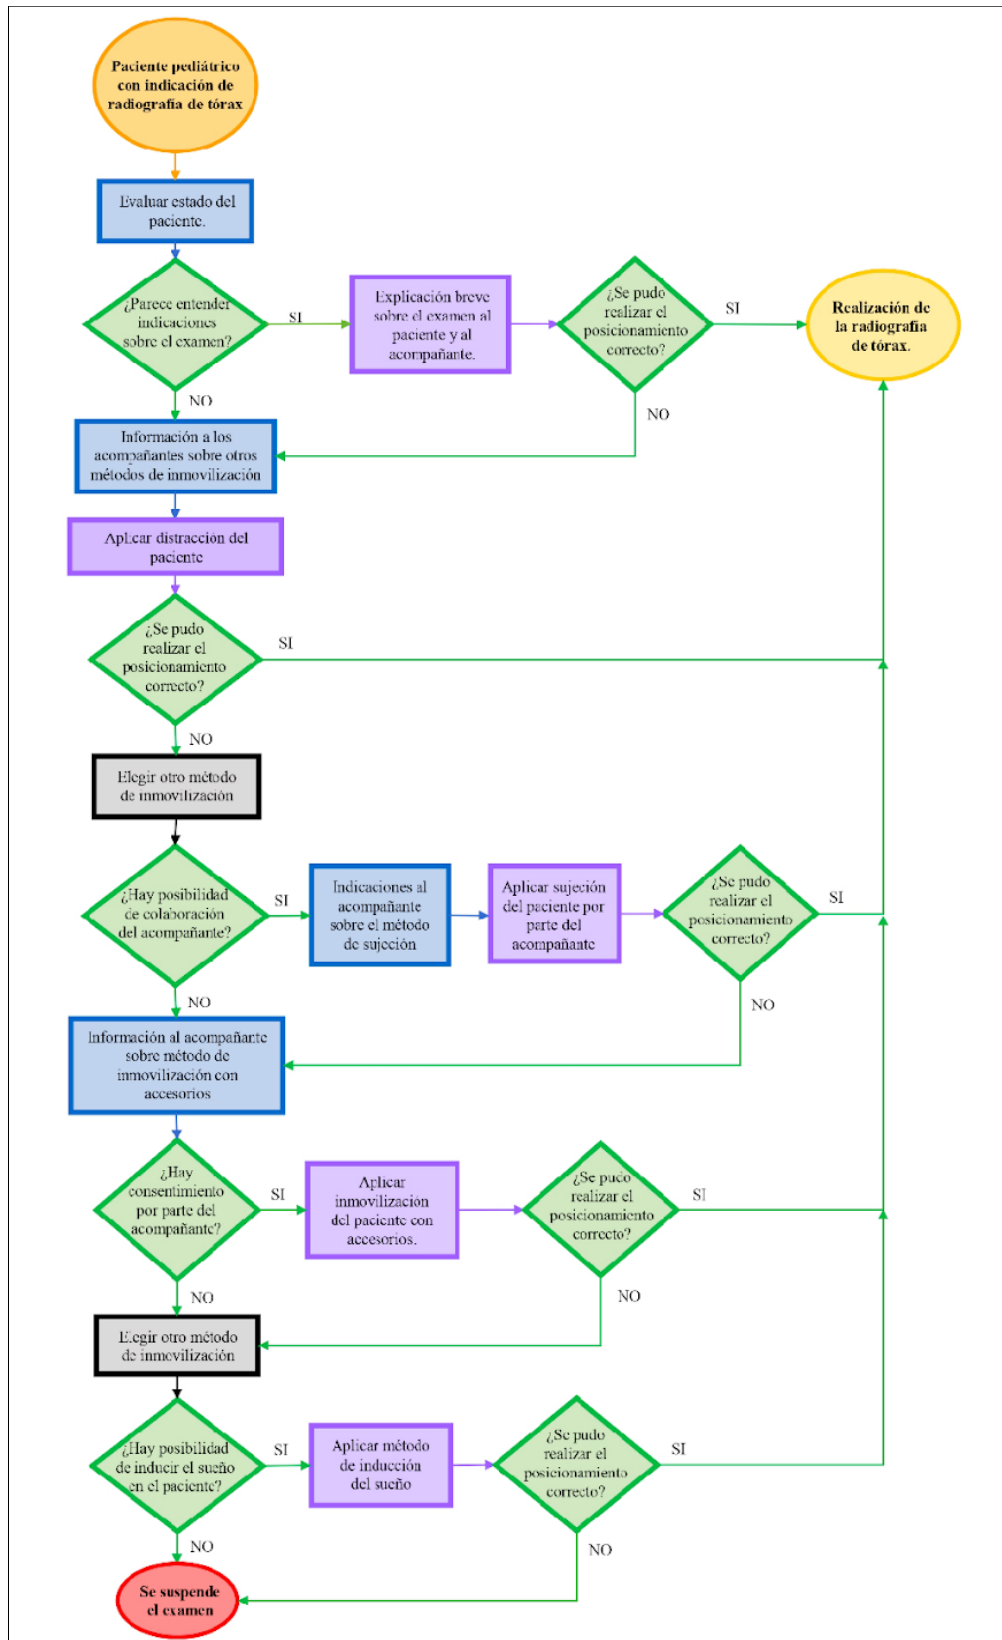 Paciente pediátrico
con indicación de
radiografía de tórax
Evaluar estado del
paciente.
¿Parece entender
indicaciones
sobre el examen?
SI
Explicación breve
sobre el examen al
paciente y al
acompañante.
¿Se pudo
realizar el
posicionamiento
correcto?
SI
Realización de
la radiografía
de tórax.
NO
NO
Información a los
acompañantes sobre otros
métodos de inmovilización
Aplicar distracción del
paciente
¿Se pudo
realizar el
posicionamiento
correcto?
SI
NO
Elegir otro método
de inmovilización
¿Hay posibilidad
de colaboración
del acompañante?
SI
Indicaciones al
acompañante
sobre el método
de sujeción
Aplicar sujeción
del paciente por
parte del
acompañante
¿Se pudo
realizar el
posicionamiento
correcto?
SI
NO
NO
Información al acompañante
sobre método de
inmovilización con
accesorios
¿Hay
consentimiento
por parte del
acompañante?
SI
Aplicar
inmovilización
del paciente con
accesorios.
¿Se pudo
realizar el
posicionamiento
correcto?
SI
NO
NO
Elegir otro método
de inmovilización
¿Hay posibilidad
de inducir el sueño
en el paciente?
SI
Aplicar método
de inducción
del sueño
¿Se pudo
realizar el
posicionamiento
correcto?
SI
NO
NO
Se suspende
el examen